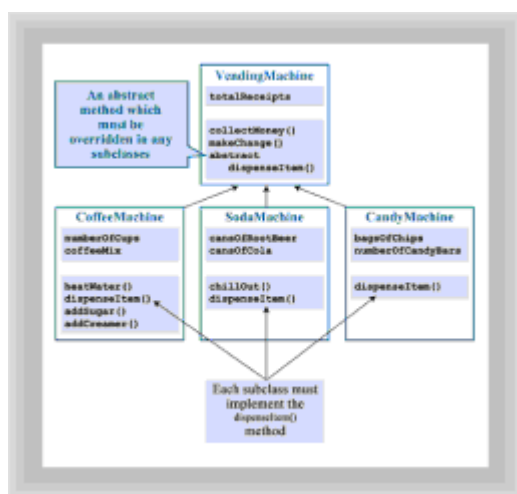 VendingMachine
totalReceipts
collectMoney()
makeChange()
abstract
dispenseItem()
An abstract
method which
must be
overridden in any
subclasses
CoffeeMachine
numberOfCups
coffeeMix
heatWater()
dispenseItem()
addSugar()
addCreamer()
SodaMachine
cansOfRootBeer
cansOfCola
chillOut()
dispenseItem()
CandyMachine
bagsOfChips
numberOfCandyBars
dispenseItem()
Each subclass must
implement the
dispenseItem()
method